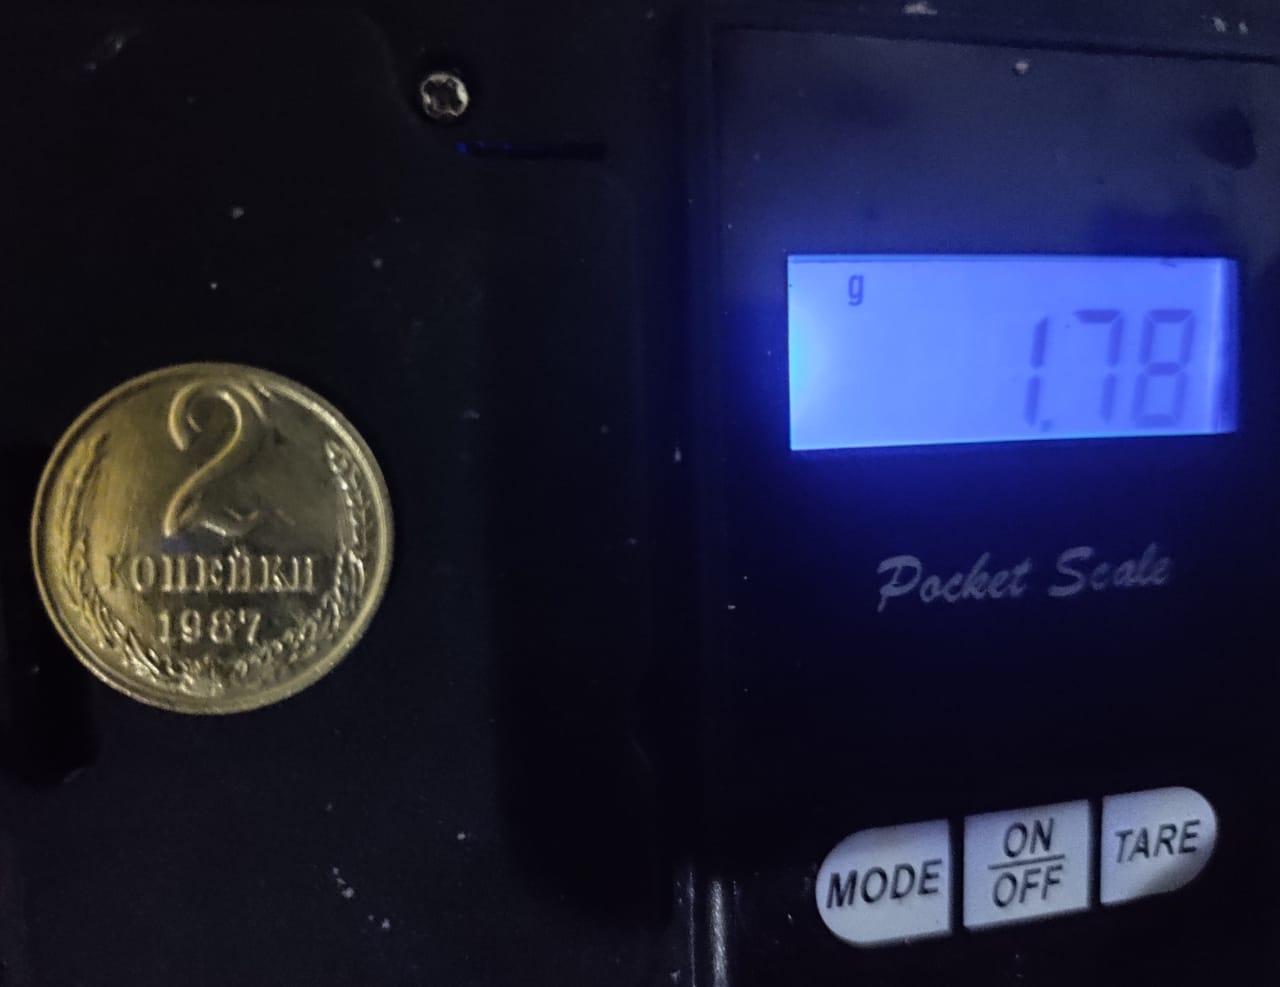 2
КОПЕЙКИ
1987
g
1.78
Pocket Scale
MODE
ON
OFF
TARE